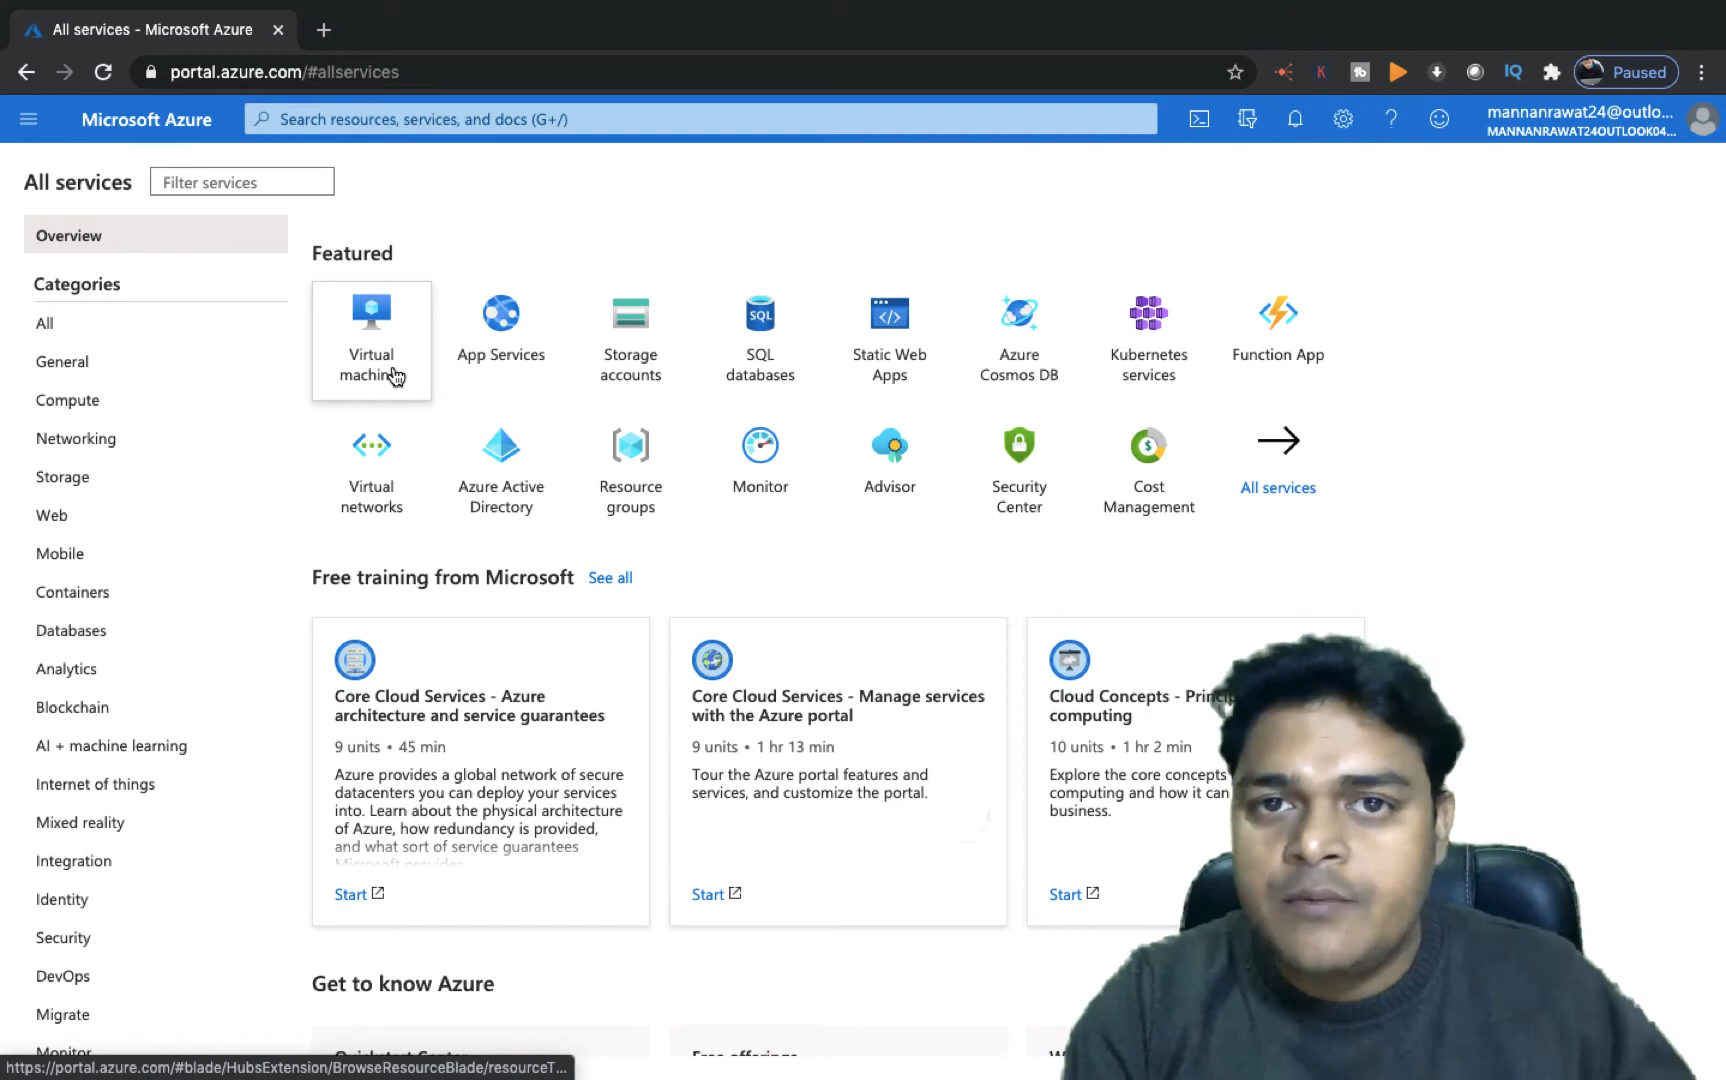 All services - Microsoft Azure
portal.azure.com/#allservices
Paused
Microsoft Azure
Search resources, services, and docs (G+/)
mannanrawat24@outlo...
MANNANRAWAT24OUTLOOK04...
All services
Filter services
Overview
Categories
All
General
Compute
Networking
Storage
Web
Mobile
Containers
Databases
Analytics
Blockchain
AI + machine learning
Internet of things
Mixed reality
Integration
Identity
Security
DevOps
Migrate
Monitor
Featured
Virtual
machines
App Services
Storage
accounts
SQL
SQL
databases
Static Web
Apps
Azure
Cosmos DB
Kubernetes
services
Function App
Virtual
networks
Azure Active
Directory
Resource
groups
Monitor
Advisor
Security
Center
Cost
Management
All services
Free training from Microsoft See all
Core Cloud Services - Azure
architecture and service guarantees
9 units • 45 min
Azure provides a global network of secure
datacenters you can deploy your services
into. Learn about the physical architecture
of Azure, how redundancy is provided,
and what sort of service guarantees
Microsoft provides.
Start
Core Cloud Services - Manage services
with the Azure portal
9 units • 1 hr 13 min
Tour the Azure portal features and
services, and customize the portal.
Start
Cloud Concepts -
computing
10 units • 1 hr 2 min
Explore the core concepts
computing and how it can
business.
Start
Get to know Azure
Quickstart Center
Free offerings
https://portal.azure.com/#blade/HubsExtension/BrowseResourceBlade/resourceT...